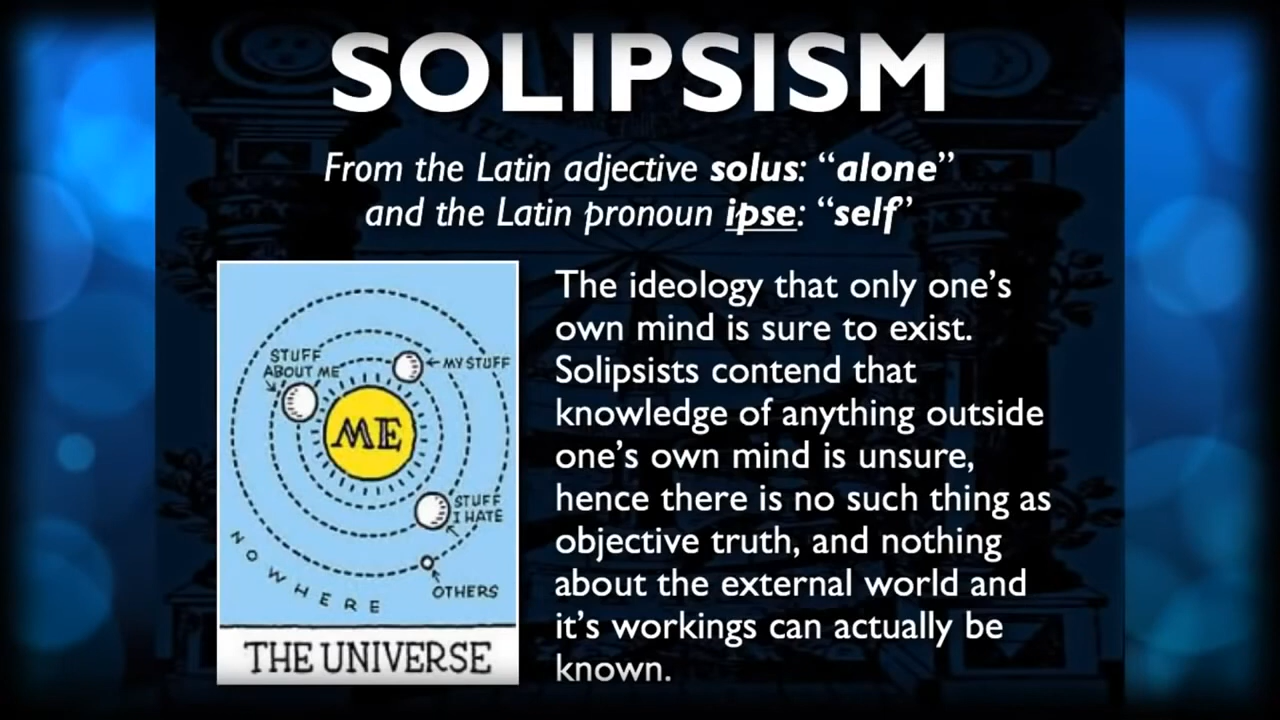 SOLIPSISM
From the Latin adjective solus: “alone”
and the Latin pronoun ipse: “self”
STUFF
ABOUT ME
MY STUFF
ME
STUFF
I HATE
OTHERS
NOWHERE
THE UNIVERSE
The ideology that only one’s
own mind is sure to exist.
Solipsists contend that
knowledge of anything outside
one’s own mind is unsure,
hence there is no such thing as
objective truth, and nothing
about the external world and
it’s workings can actually be
known.